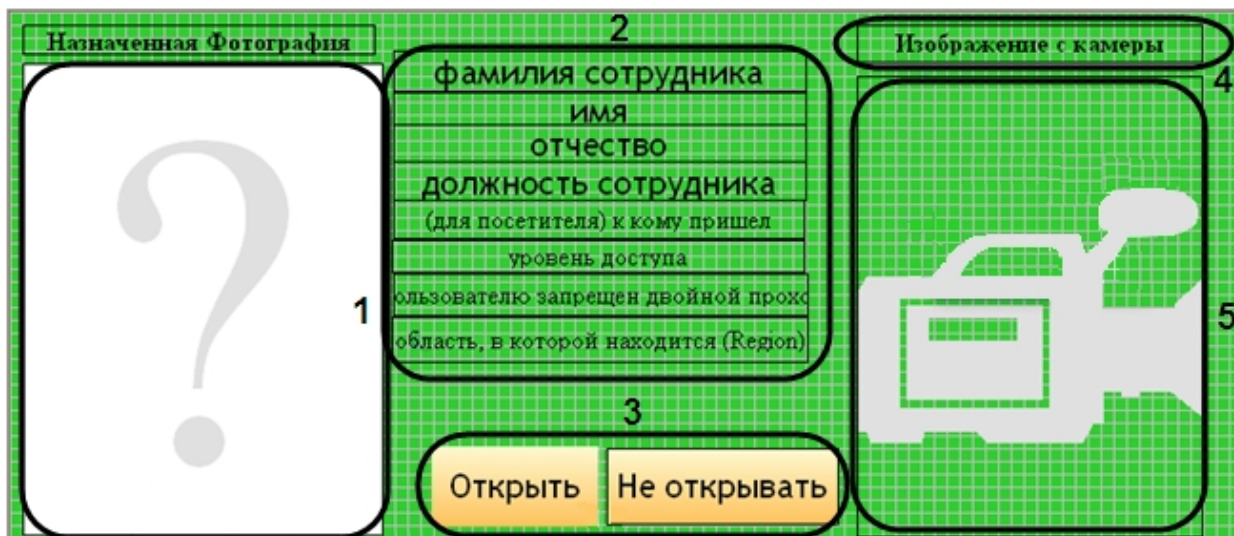 2
Назначенная Фотография
Изображение с камеры
4
фамилия сотрудника
имя
отчество
должность сотрудника
(для посетителя) к кому пришел
уровень доступа
1
ользователю запрещен двойной прохо
5
область, в которой находится (Region)
3
Открыть
Не открывать
?